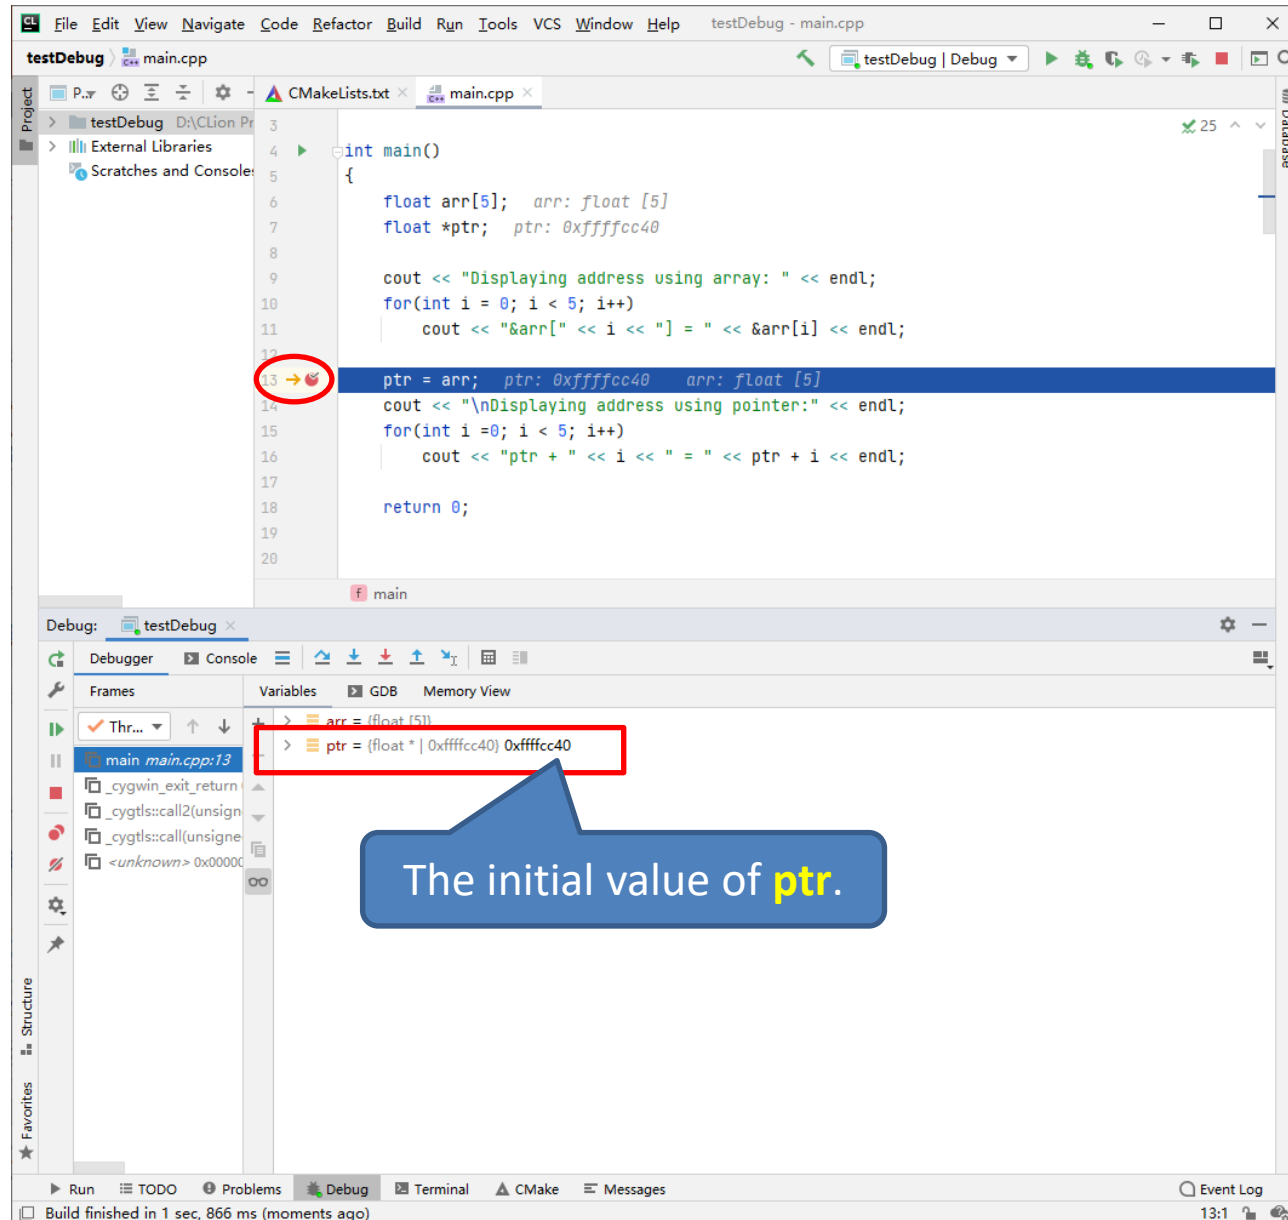 File Edit View Navigate Code Refactor Build Run Tools VCS Window Help testDebug - main.cpp
testDebug main.cpp
testDebug | Debug
Project
P..
CMakeLists.txt
main.cpp
Database
testDebug D:\CLion Pr
External Libraries
Scratches and Console
25
3
4 int main()
5 {
6 float arr[5]; arr: float [5]
7 float *ptr; ptr: 0xffffcc40
8
9 cout << "Displaying address using array: " << endl;
10 for(int i = 0; i < 5; i++)
11 cout << "&arr[" << i << "] = " << &arr[i] << endl;
12
13 ptr = arr; ptr: 0xffffcc40 arr: float [5]
14 cout << "\nDisplaying address using pointer:" << endl;
15 for(int i =0; i < 5; i++)
16 cout << "ptr + " << i << " = " << ptr + i << endl;
17
18 return 0;
19
20
f main
Debug: testDebug
Debugger Console
Frames
Variables GDB Memory View
Thr...
main main.cpp:13
_cygwin_exit_return
_cygtls::call2(unsign
_cygtls::call(unsigne
<unknown> 0x00000
arr = {float [5]}
ptr = {float * | 0xffffcc40} 0xffffcc40
The initial value of ptr.
Structure
Favorites
Run TODO Problems Debug Terminal CMake Messages Event Log
Build finished in 1 sec, 866 ms (moments ago) 13:1